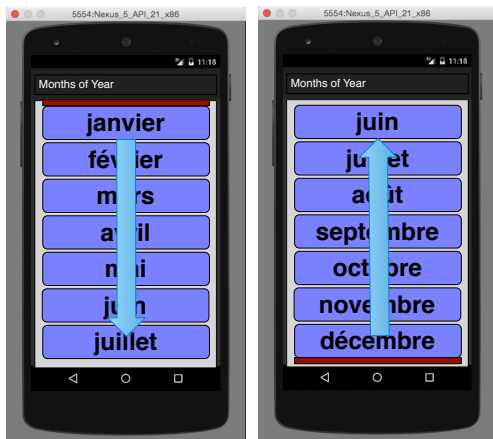 5554:Nexus_5_API_21_x86
11:18
Months of Year
janvier
février
mars
avril
mai
juin
juillet
5554:Nexus_5_API_21_x86
11:18
Months of Year
juin
juillet
août
septembre
octobre
novembre
décembre